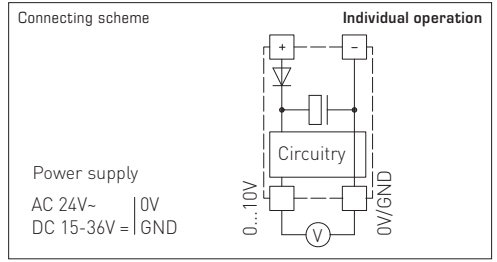 Connecting scheme
Individual operation
+ –
Circuitry
Power supply
AC 24V~ 0V
DC 15-36V = GND
0...10V
0V/GND
V